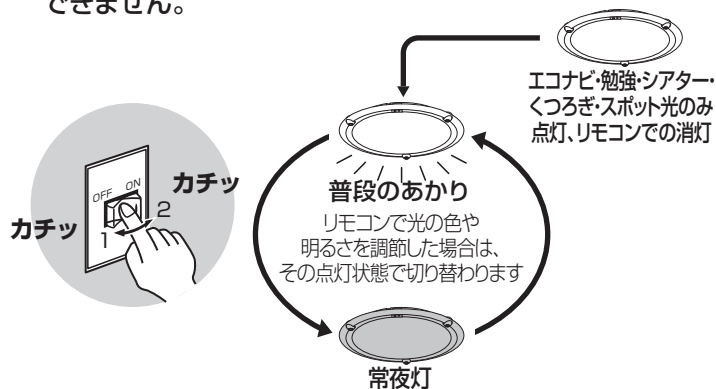 できません。
エコナビ・勉強・シアター・
くつろぎ・スポット光のみ
点灯、リモコンでの消灯
OFF ON
カチッ
2
カチッ
1
普段のあかり
リモコンで光の色や
明るさを調節した場合は、
その点灯状態で切り替わります
常夜灯